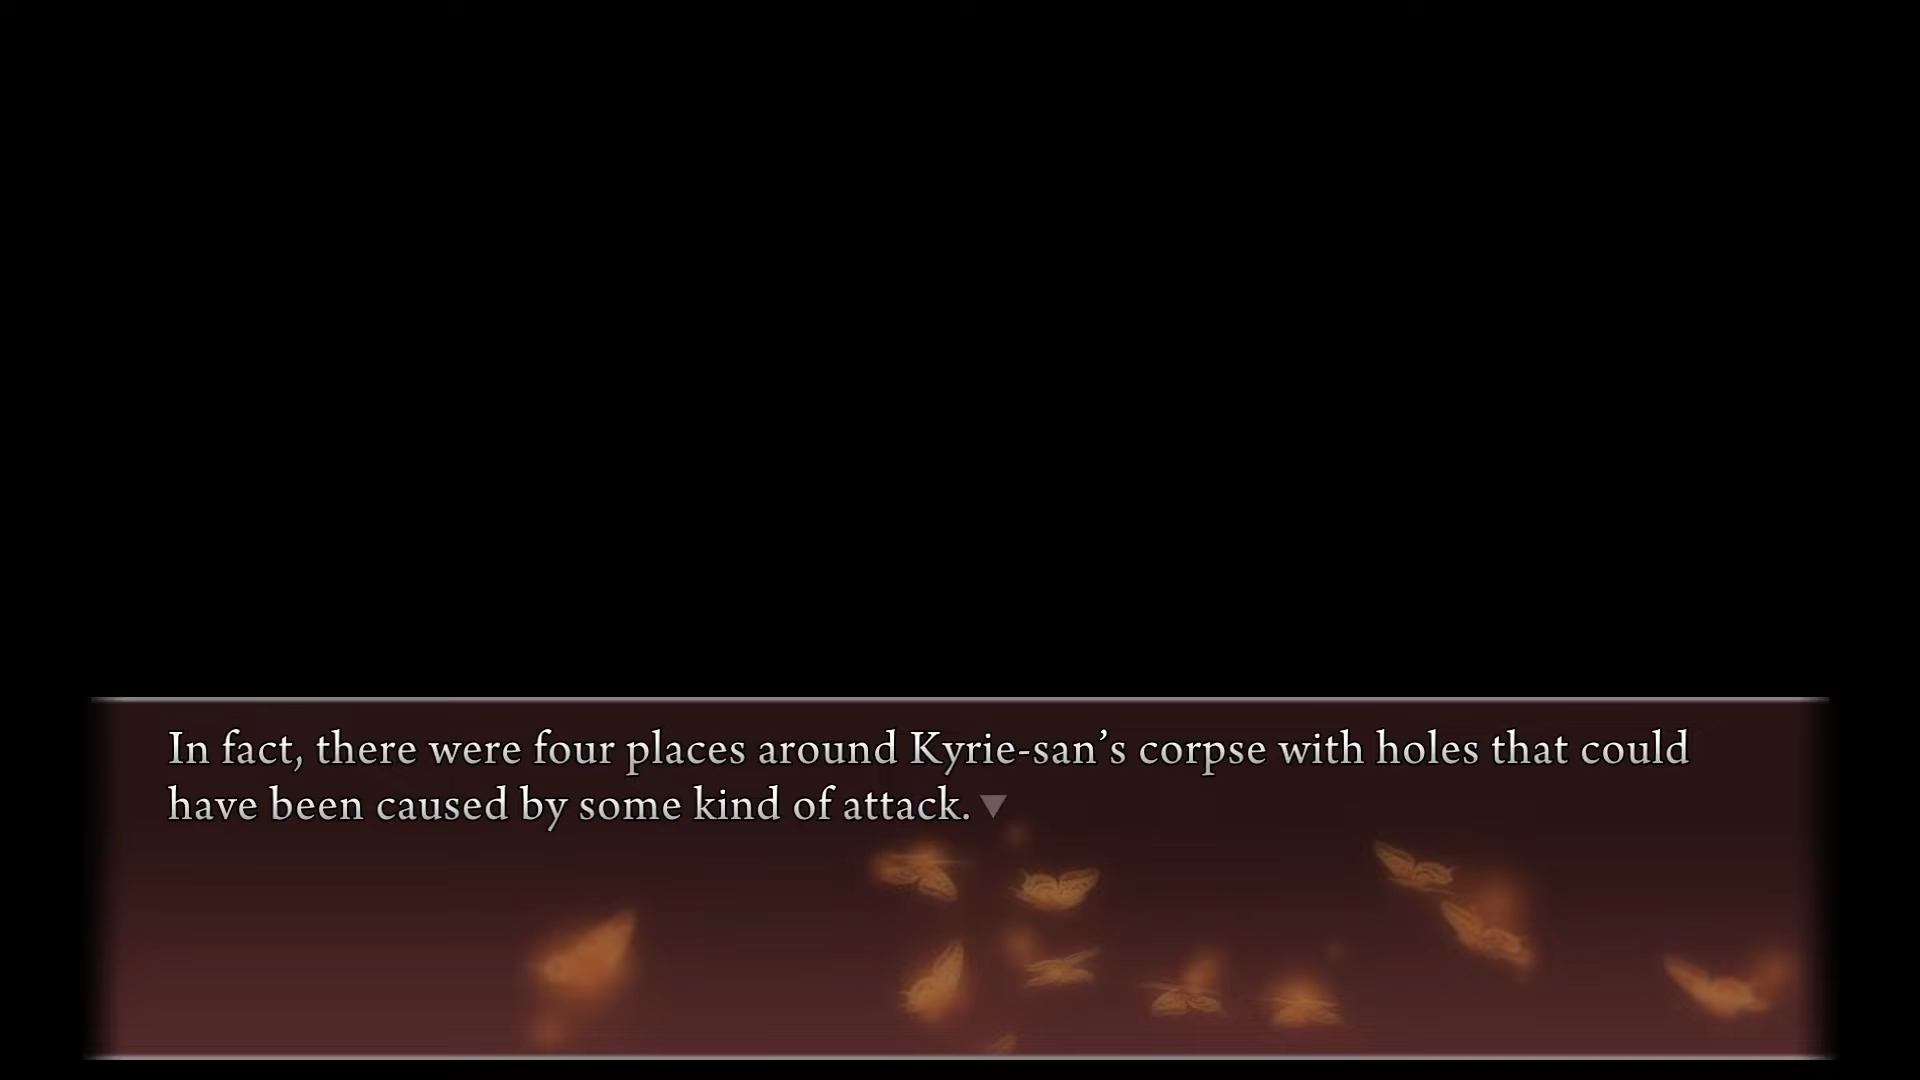 In fact, there were four places around Kyrie-san’s corpse with holes that could
have been caused by some kind of attack.